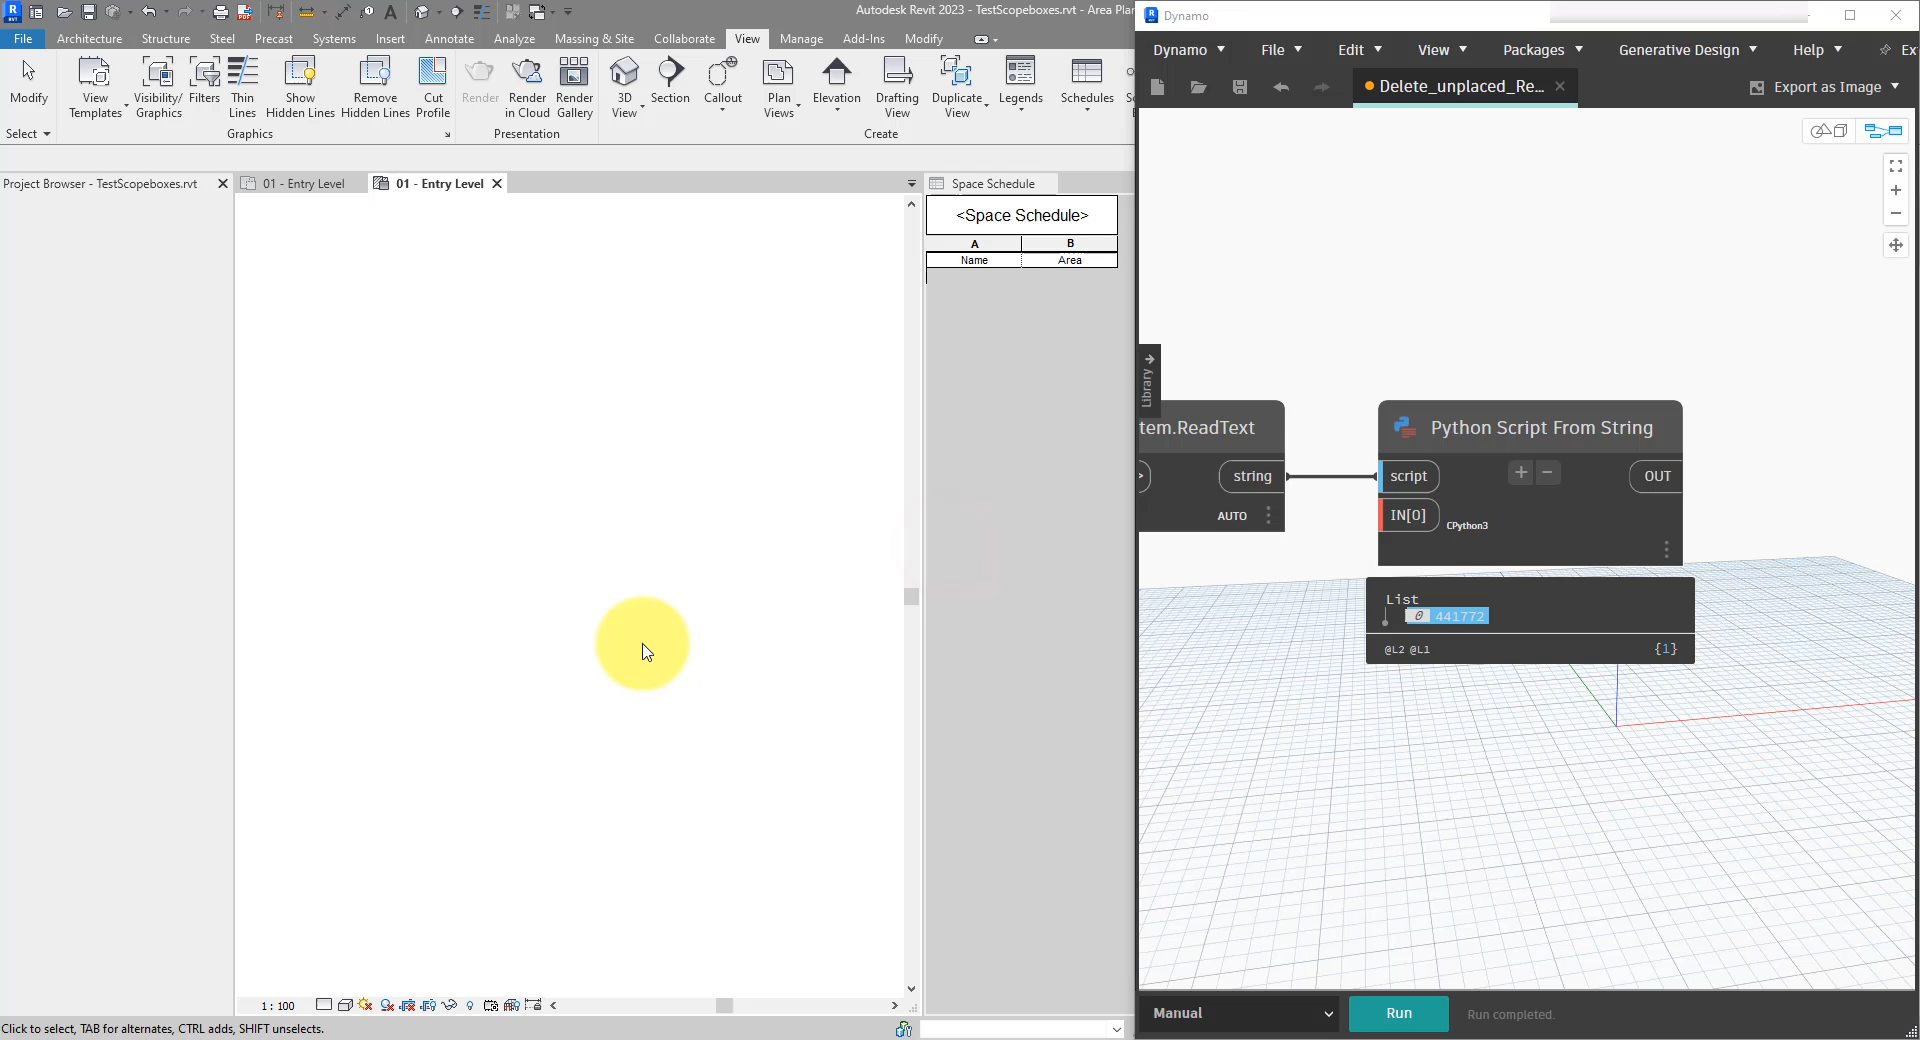 Autodesk Revit 2023 - TestScopeboxes.rvt - Area Plan
File Architecture Structure Steel Precast Systems Insert Annotate Analyze Massing & Site Collaborate View Manage Add-Ins Modify
Modify
View Templates
Visibility/ Graphics
Filters
Thin Lines
Show Hidden Lines
Remove Hidden Lines
Cut Profile
Render
Render in Cloud
Render Gallery
3D View
Section
Callout
Plan Views
Elevation
Drafting View
Duplicate View
Legends
Schedules
Select
Graphics
Presentation
Create
Project Browser - TestScopeboxes.rvt
01 - Entry Level
01 - Entry Level
Space Schedule
<Space Schedule>
A B
Name Area
1 : 100
Click to select, TAB for alternates, CTRL adds, SHIFT unselects.
Dynamo
Dynamo File Edit View Packages Generative Design Help Ex
Delete_unplaced_Re...
Export as Image
Library
tem.ReadText
>
string
AUTO
Python Script From String
script
+ −
OUT
IN[0]
CPython3
List
0 441772
@L2 @L1 {1}
Manual
Run
Run completed.